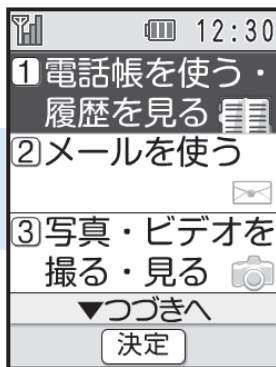 12:30
1電話帳を使う・
履歴を見る
2メールを使う
3写真・ビデオを
撮る・見る
▼つづきへ
決定